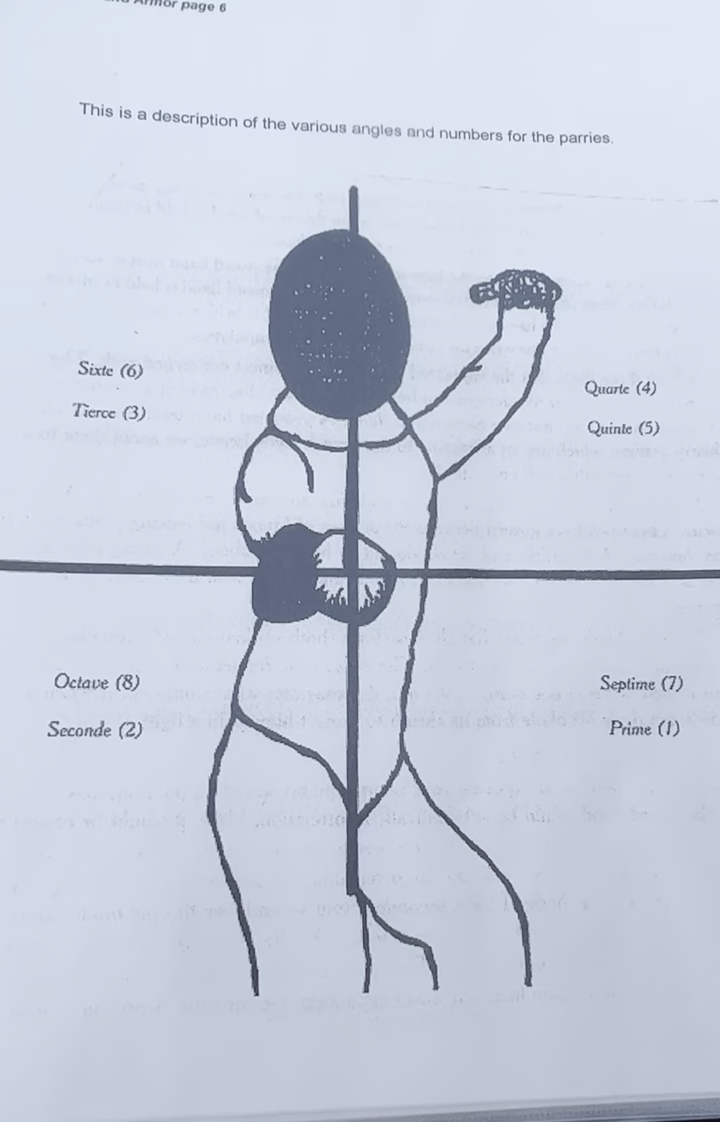 Armor page 6
This is a description of the various angles and numbers for the parries.
Sixte (6)
Tierce (3)
Quarte (4)
Quinte (5)
Octave (8)
Seconde (2)
Septime (7)
Prime (1)